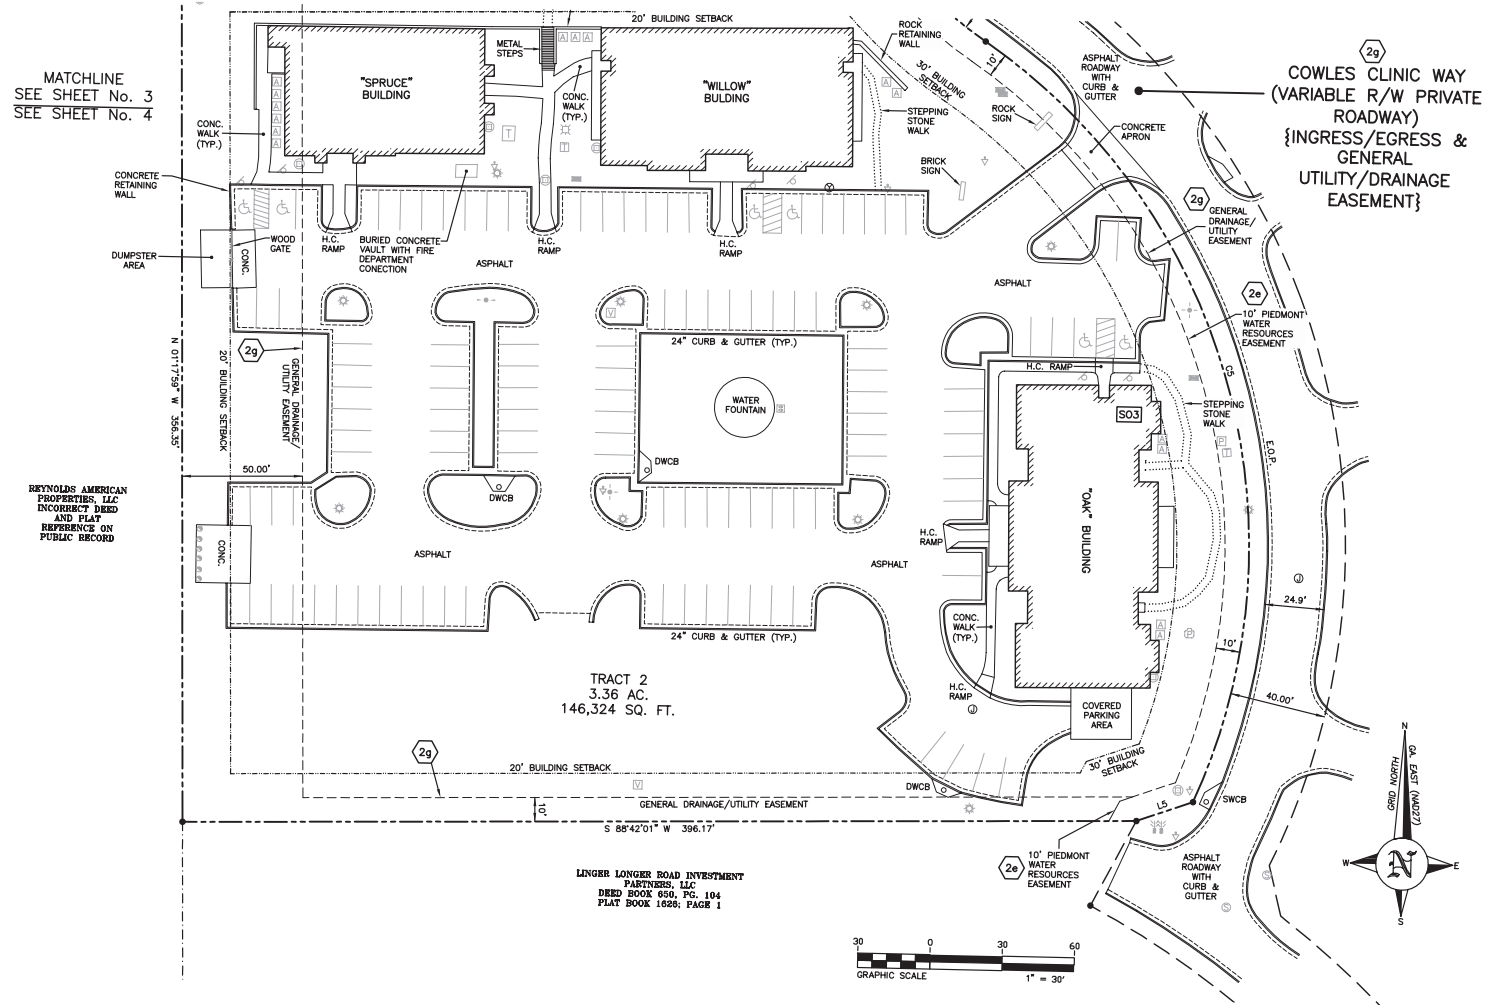 20' BUILDING SETBACK
MATCHLINE
SEE SHEET No. 3
SEE SHEET No. 4
METAL
STEPS
"SPRUCE"
BUILDING
"WILLOW"
BUILDING
CONC.
WALK
(TYP.)
CONC.
WALK
(TYP.)
ROCK
RETAINING
WALL
30' BUILDING
SETBACK
10'
ASPHALT
ROADWAY
WITH
CURB &
GUTTER
STEPPING
STONE
WALK
ROCK
SIGN
BRICK
SIGN
CONCRETE
APRON
2g
COWLES CLINIC WAY
(VARIABLE R/W PRIVATE
ROADWAY)
{INGRESS/EGRESS &
GENERAL
UTILITY/DRAINAGE
EASEMENT}
CONCRETE
RETAINING
WALL
WOOD
GATE
DUMPSTER
AREA
CONC.
H.C.
RAMP
BURIED CONCRETE
VAULT WITH FIRE
DEPARTMENT
CONECTION
H.C.
RAMP
H.C.
RAMP
ASPHALT
ASPHALT
2g
GENERAL
DRAINAGE/
UTILITY
EASEMENT
2e
10' PIEDMONT
WATER
RESOURCES
EASEMENT
24" CURB & GUTTER (TYP.)
N 01°17'59" W 356.35'
20' BUILDING SETBACK
2g
GENERAL DRAINAGE/
UTILITY EASEMENT
50.00'
WATER
FOUNTAIN
DWCB
DWCB
H.C. RAMP
SO3
C5
STEPPING
STONE
WALK
E.O.P.
"OAK" BUILDING
REYNOLDS AMERICAN
PROPERTIES, LLC
INCORRECT DEED
AND PLAT
REFERENCE ON
PUBLIC RECORD
CONC.
ASPHALT
ASPHALT
H.C.
RAMP
24.9'
CONC.
WALK
(TYP.)
24" CURB & GUTTER (TYP.)
10'
40.00'
TRACT 2
3.36 AC.
146,324 SQ. FT.
H.C.
RAMP
COVERED
PARKING
AREA
2g
20' BUILDING SETBACK
30' BUILDING
SETBACK
DWCB
GENERAL DRAINAGE/UTILITY EASEMENT
10'
L5
SWCB
S 88°42'01" W 396.17'
2e
10' PIEDMONT
WATER
RESOURCES
EASEMENT
ASPHALT
ROADWAY
WITH
CURB &
GUTTER
LINGER LONGER ROAD INVESTMENT
PARTNERS, LLC
DEED BOOK 650, PG. 104
PLAT BOOK 1626; PAGE 1
N
GRID NORTH
GA. EAST (NAD27)
W
N
E
S
30
0
30
60
GRAPHIC SCALE
1" = 30'